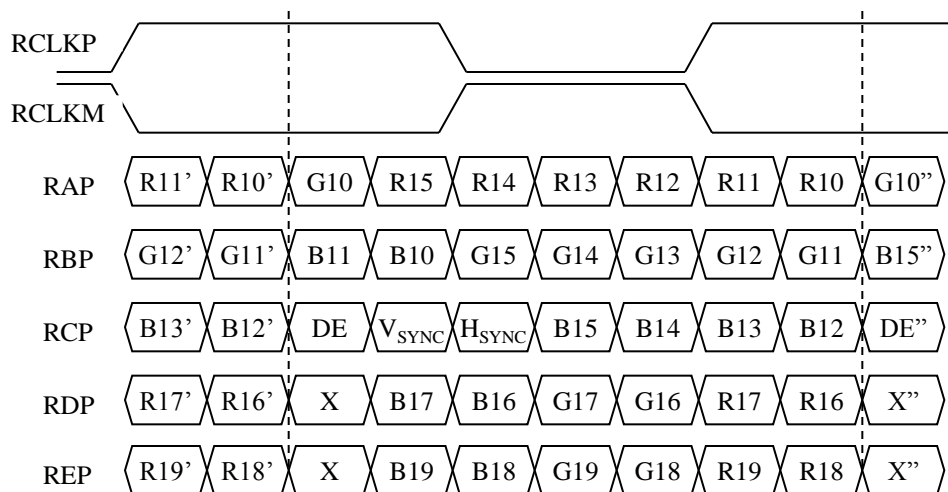 RCLKP
RCLKM
RAP R11’ R10’ G10 R15 R14 R13 R12 R11 R10 G10”
RBP G12’ G11’ B11 B10 G15 G14 G13 G12 G11 B15”
RCP B13’ B12’ DE VSYNC HSYNC B15 B14 B13 B12 DE”
RDP R17’ R16’ X B17 B16 G17 G16 R17 R16 X”
REP R19’ R18’ X B19 B18 G19 G18 R19 R18 X”